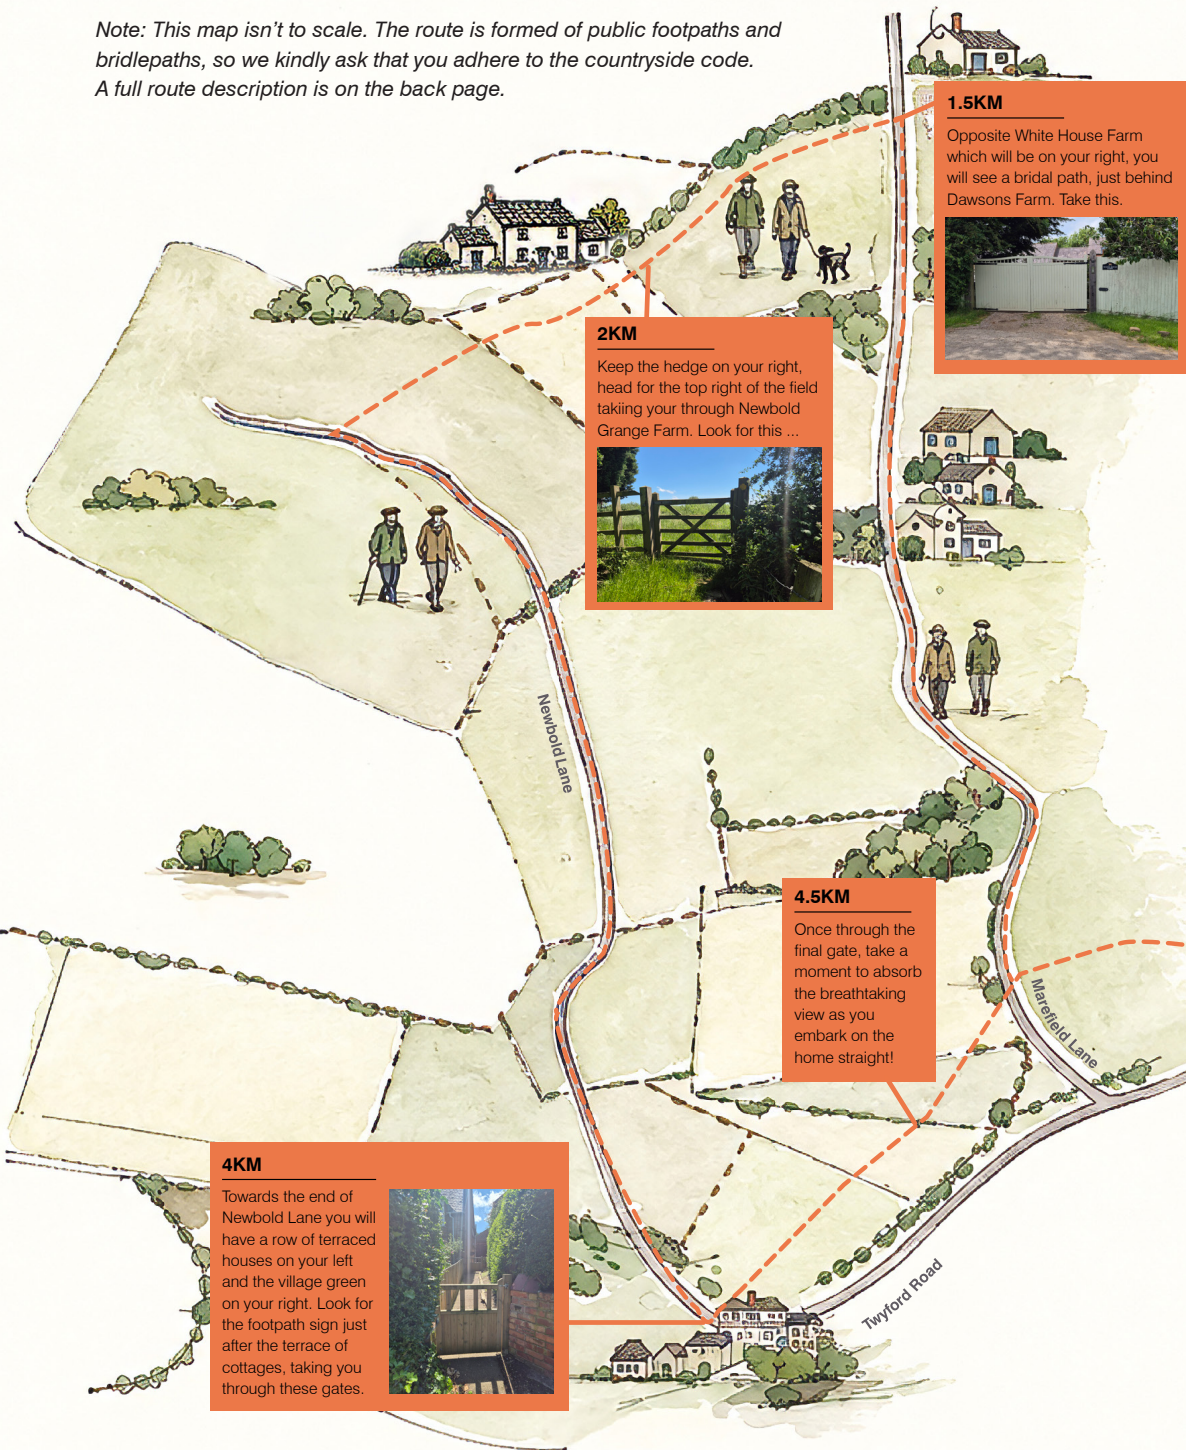 Note: This map isn't to scale. The route is formed of public footpaths and
bridlepaths, so we kindly ask that you adhere to the countryside code.
A full route description is on the back page.
1.5KM
Opposite White House Farm
which will be on your right, you
will see a bridal path, just behind
Dawsons Farm. Take this.
2KM
Keep the hedge on your right,
head for the top right of the field
takiing your through Newbold
Grange Farm. Look for this ...
Newbold Lane
4.5KM
Once through the
final gate, take a
moment to absorb
the breathtaking
view as you
embark on the
home straight!
Marefield Lane
4KM
Towards the end of
Newbold Lane you will
have a row of terraced
houses on your left
and the village green
on your right. Look for
the footpath sign just
after the terrace of
cottages, taking you
through these gates.
Twyford Road